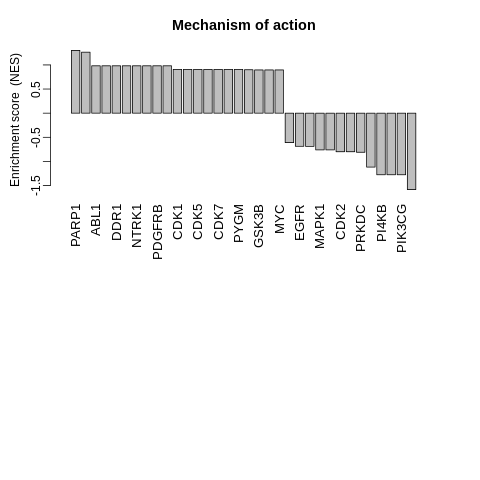 Mechanism of action
Enrichment score (NES)
0.5
-0.5
-1.5
PARP1
ABL1
DDR1
NTRK1
PDGFRB
CDK1
CDK5
CDK7
PYGM
GSK3B
MYC
EGFR
MAPK1
CDK2
PRKDC
PI4KB
PIK3CG